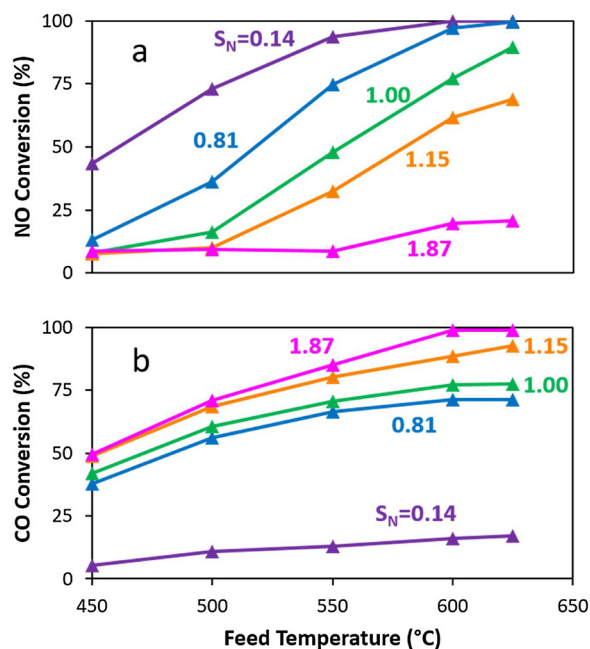 100
75
50
25
0
NO Conversion (%)
a
S_N=0.14
0.81
1.00
1.15
1.87
100
75
50
25
0
CO Conversion (%)
b
1.87
1.15
1.00
0.81
S_N=0.14
450 500 550 600 650
Feed Temperature (°C)